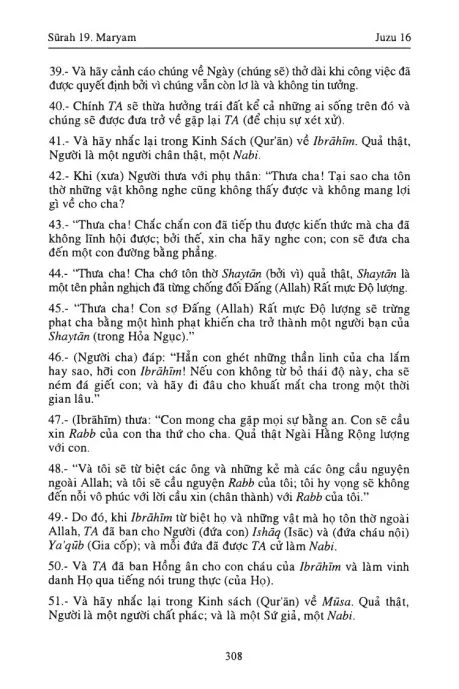 Sūrah 19. Maryam Juzu 16
39.- Và hãy cảnh cáo chúng về Ngày (chúng sẽ) thở dài khi công việc đã
được quyết định bởi vì chúng vẫn còn lơ là và không tin tưởng.
40.- Chính TA sẽ thừa hưởng trái đất kể cả những ai sống trên đó và
chúng sẽ được đưa trở về gặp lại TA (để chịu sự xét xử).
41.- Và hãy nhắc lại trong Kinh Sách (Qur'ān) về Ibrāhīm. Quả thật,
Người là một người chân thật, một Nabi.
42.- Khi (xưa) Người thưa với phụ thân: “Thưa cha! Tại sao cha tôn
thờ những vật không nghe cũng không thấy được và không mang lợi
gì về cho cha?
43.- “Thưa cha! Chắc chắn con đã tiếp thu được kiến thức mà cha đã
không lĩnh hội được; bởi thế, xin cha hãy nghe con; con sẽ đưa cha
đến một con đường bằng phẳng.
44.- “Thưa cha! Cha chớ tôn thờ Shaytān (bởi vì) quả thật, Shaytān là
một tên phản nghịch đã từng chống đối Đấng (Allah) Rất mực Độ lượng.
45.- “Thưa cha! Con sợ Đấng (Allah) Rất mực Độ lượng sẽ trừng
phạt cha bằng một hình phạt khiến cha trở thành một người bạn của
Shaytān (trong Hỏa Ngục).”
46.- (Người cha) đáp: “Hẳn con ghét những thần linh của cha lắm
hay sao, hỡi con Ibrāhīm! Nếu con không từ bỏ thái độ này, cha sẽ
ném đá giết con; và hãy đi đâu cho khuất mắt cha trong một thời
gian lâu.”
47.- (Ibrāhīm) thưa: “Con mong cha gặp mọi sự bằng an. Con sẽ cầu
xin Rabb của con tha thứ cho cha. Quả thật Ngài Hằng Rộng lượng
với con.
48.- “Và tôi sẽ từ biệt các ông và những kẻ mà các ông cầu nguyện
ngoài Allah; và tôi sẽ cầu nguyện Rabb của tôi; tôi hy vọng sẽ không
đến nỗi vô phúc với lời cầu xin (chân thành) với Rabb của tôi.”
49.- Do đó, khi Ibrāhīm từ biệt họ và những vật mà họ tôn thờ ngoài
Allah, TA đã ban cho Người (đứa con) Ishāq (Isāc) và (đứa cháu nội)
Ya'qūb (Gia cốp); và mỗi đứa đã được TA cử làm Nabi.
50.- Và TA đã ban Hồng ân cho con cháu của Ibrāhīm và làm vinh
danh Họ qua tiếng nói trung thực (của Họ).
51.- Và hãy nhắc lại trong Kinh sách (Qur'ān) về Mūsa. Quả thật,
Người là một người chất phác; và là một Sứ giả, một Nabi.
308